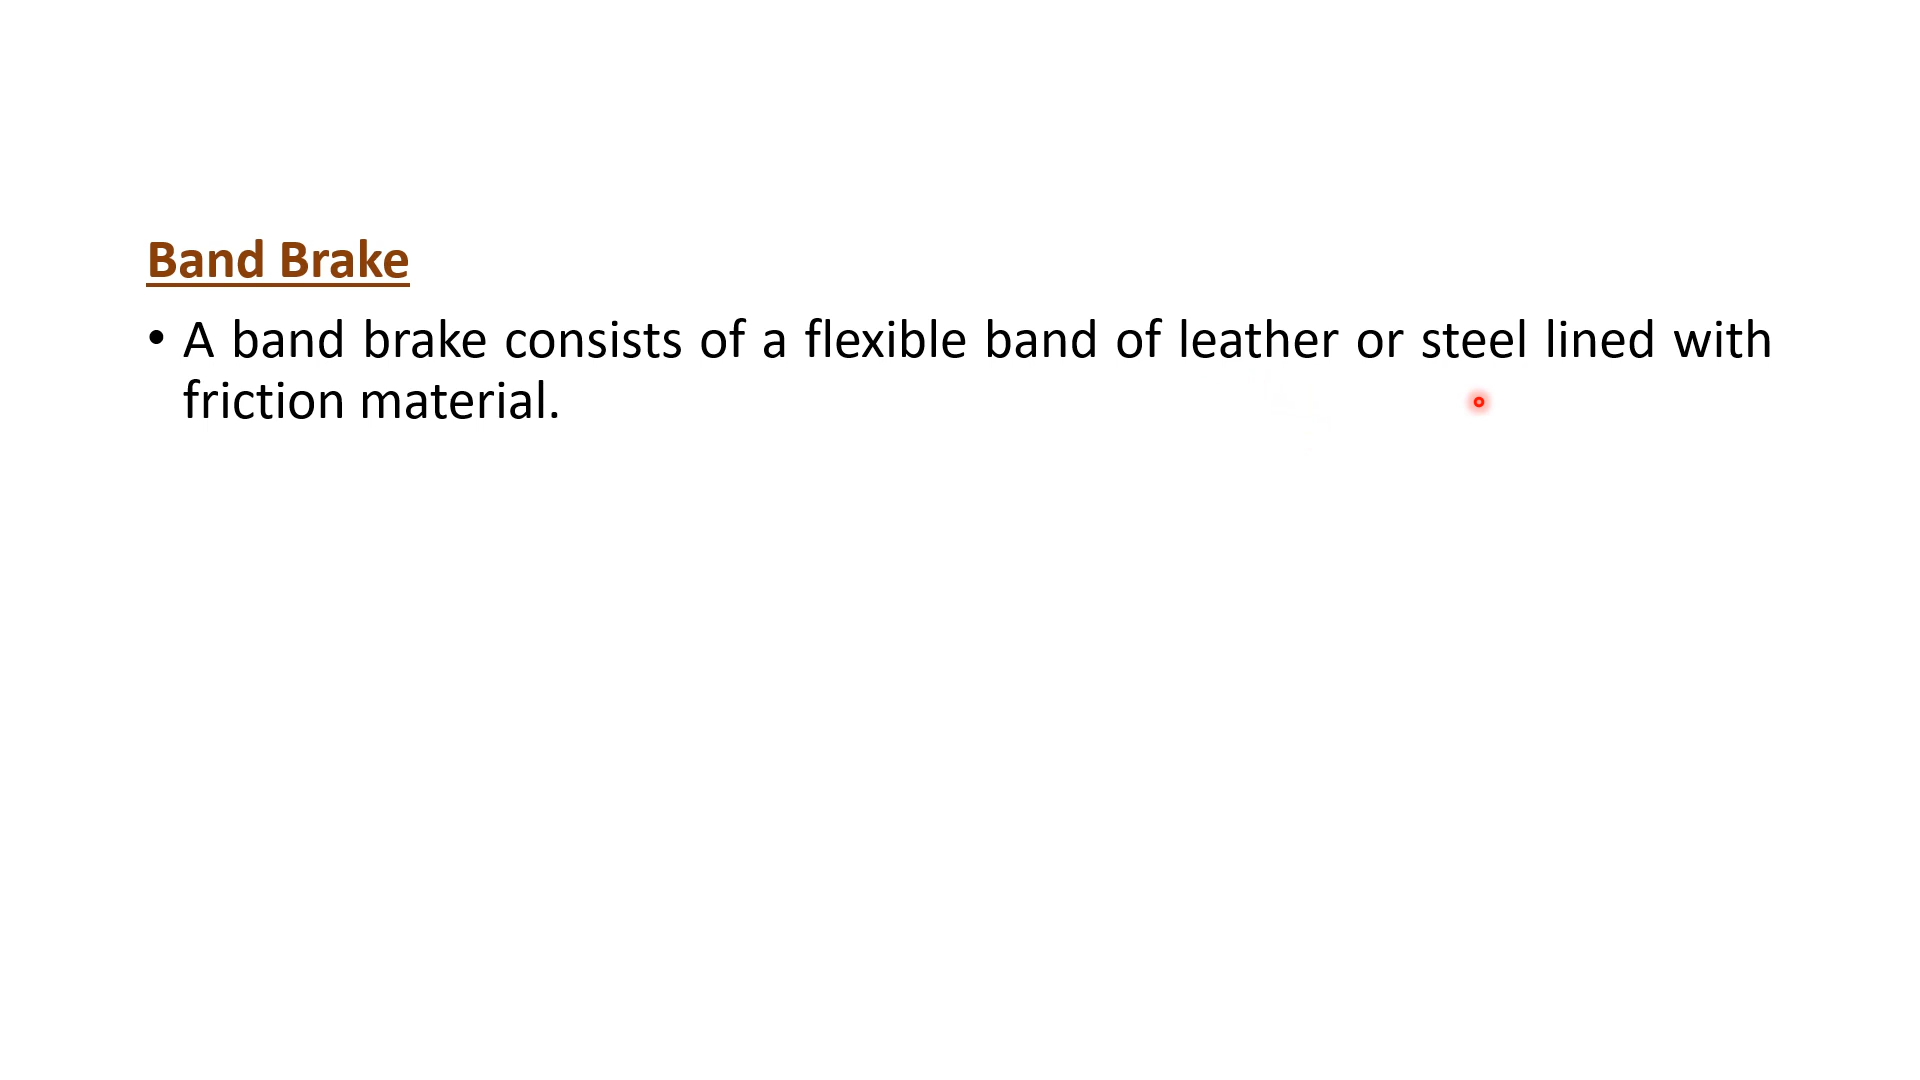 Band Brake
• A band brake consists of a flexible band of leather or steel lined with
friction material.